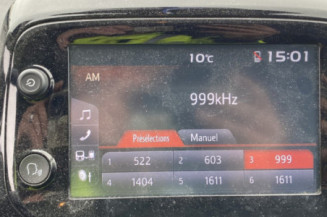 10°C 15:01
AM
999kHz
Présélections Manuel
1 522 2 603 3 999
4 1404 5 1611 6 1611